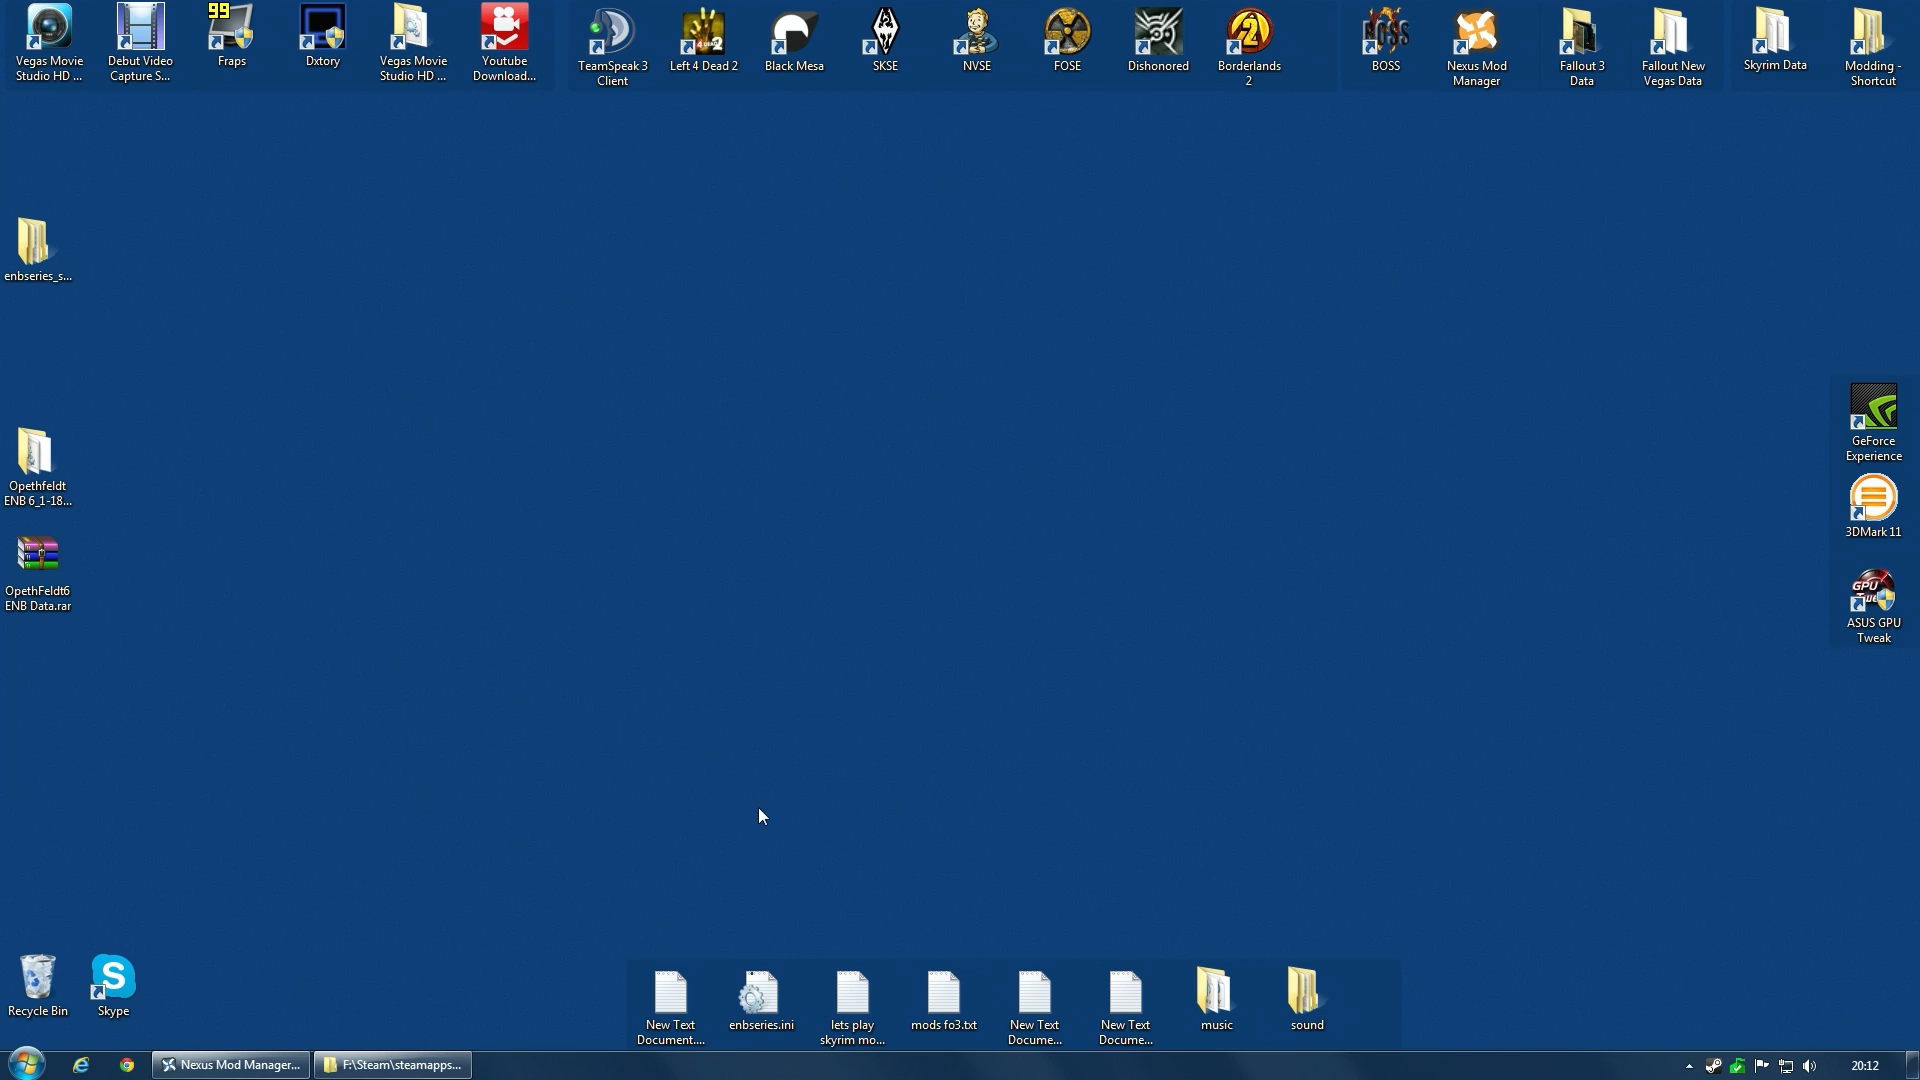 99
Vegas Movie
Studio HD ...
Debut Video
Capture S...
Fraps
Dxtory
Vegas Movie
Studio HD ...
Youtube
Download...
TeamSpeak 3
Client
Left 4 Dead 2
Black Mesa
SKSE
NVSE
FOSE
Dishonored
2
Borderlands
2
BOSS
BOSS
Nexus Mod
Manager
Fallout 3
Data
Fallout New
Vegas Data
Skyrim Data
Modding -
Shortcut
enbseries_s...
Opethfeldt
ENB 6_1-18...
OpethFeldt6
ENB Data.rar
GeForce
Experience
3DMark 11
GPU
ASUS GPU
Tweak
Recycle Bin
S
Skype
New Text
Document....
enbseries.ini
lets play
skyrim mo...
mods fo3.txt
New Text
Docume...
New Text
Docume...
music
sound
Nexus Mod Manager...
F:\Steam\steamapps...
20:12